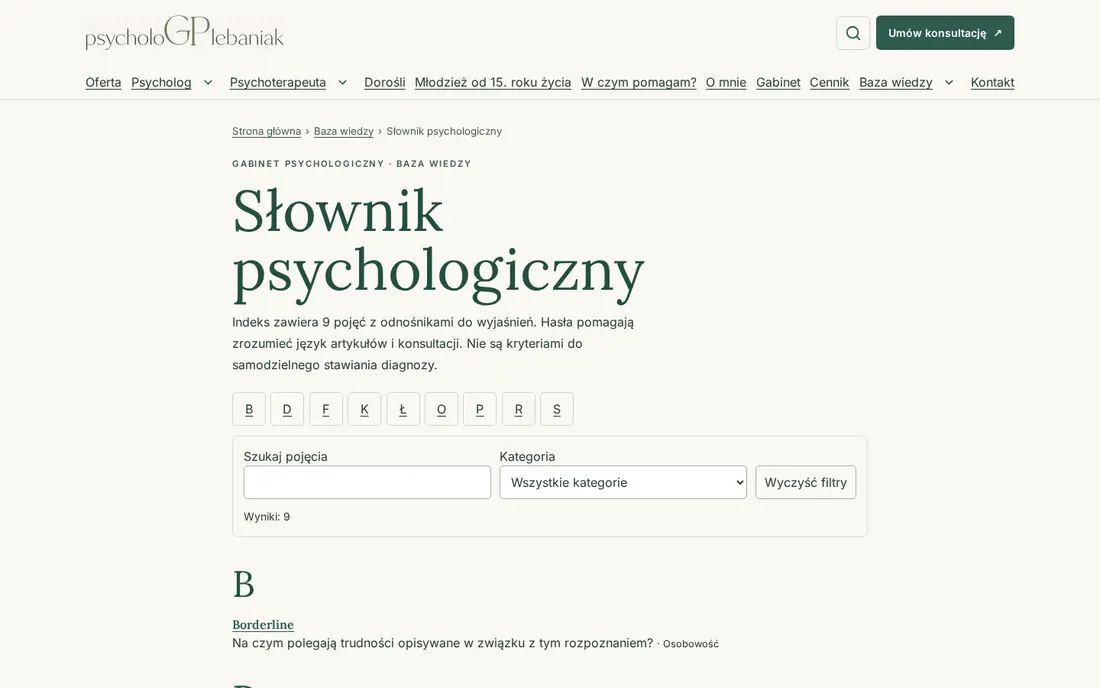 psycholoGPlebaniak
Umów konsultację ↗
Oferta Psycholog Psychoterapeuta Dorośli Młodzież od 15. roku życia W czym pomagam? O mnie Gabinet Cennik Baza wiedzy Kontakt
Strona główna › Baza wiedzy › Słownik psychologiczny
GABINET PSYCHOLOGICZNY · BAZA WIEDZY
Słownik
psychologiczny
Indeks zawiera 9 pojęć z odnośnikami do wyjaśnień. Hasła pomagają
zrozumieć język artykułów i konsultacji. Nie są kryteriami do
samodzielnego stawiania diagnozy.
B D F K Ł O P R S
Szukaj pojęcia Kategoria
Wszystkie kategorie Wyczyść filtry
Wyniki: 9
B
Borderline
Na czym polegają trudności opisywane w związku z tym rozpoznaniem? · Osobowość